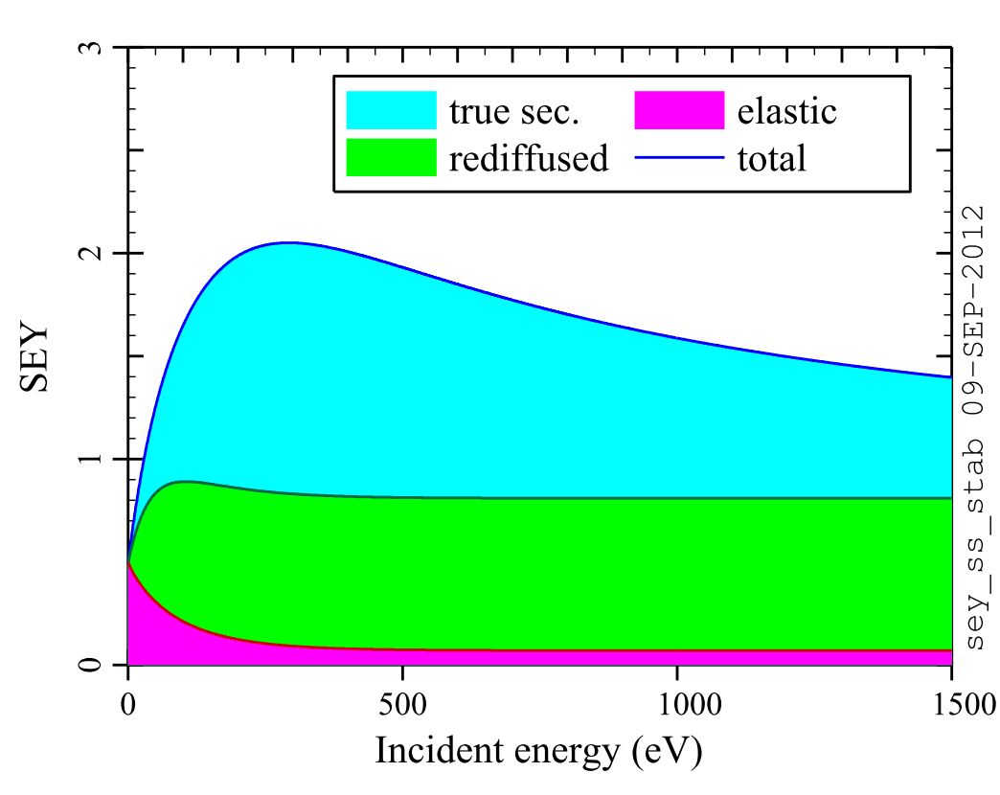 3
2
1
0
SEY
true sec.
elastic
rediffused
total
0
500
1000
1500
Incident energy (eV)
sey_ss_stab 09-SEP-2012